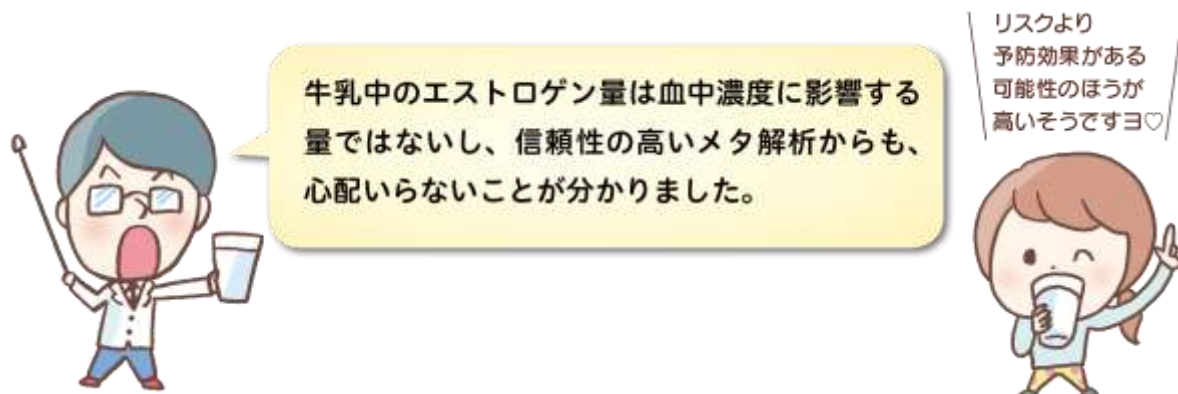 牛乳中のエストロゲン量は血中濃度に影響する
量ではないし、信頼性の高いメタ解析からも、
心配いらないことが分かりました。
リスクより
予防効果がある
可能性のほうが
高いそうですヨ♡